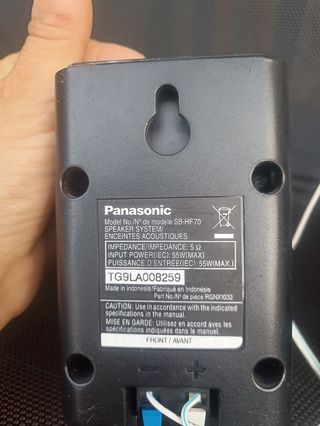 Panasonic
Model No./N° de modèle SB-HF70
SPEAKER SYSTEM/
ENCEINTES ACOUSTIQUES
IMPEDANCE/IMPÉDANCE: 5 Ω
INPUT POWER(IEC): 55W(MAX.)
PUISSANCE D'ENTRÉE(IEC): 55W(MAX.)
TG9LA008259
Made in Indonesia/Fabriqué en Indonésie
Part No./N° de pièce RGNX1032
CAUTION: Use in accordance with the indicated
specifications in the manual.
MISE EN GARDE: Utilisez en accord avec les
spécifications indiquées dans le manuel.
FRONT / AVANT
− +